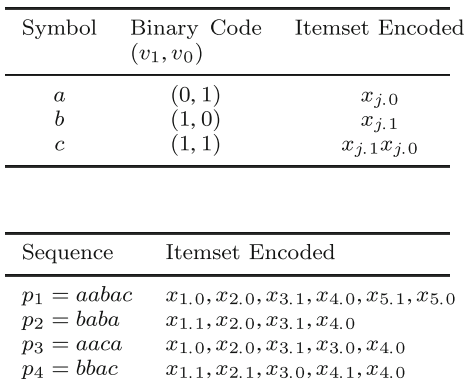 Symbol Binary Code Itemset Encoded
(v₁, v₀)
a (0, 1) xⱼ.₀
b (1, 0) xⱼ.₁
c (1, 1) xⱼ.₁xⱼ.₀
Sequence Itemset Encoded
p₁ = aabac x₁.₀, x₂.₀, x₃.₁, x₄.₀, x₅.₁, x₅.₀
p₂ = baba x₁.₁, x₂.₀, x₃.₁, x₄.₀
p₃ = aaca x₁.₀, x₂.₀, x₃.₁, x₃.₀, x₄.₀
p₄ = bbac x₁.₁, x₂.₁, x₃.₀, x₄.₁, x₄.₀